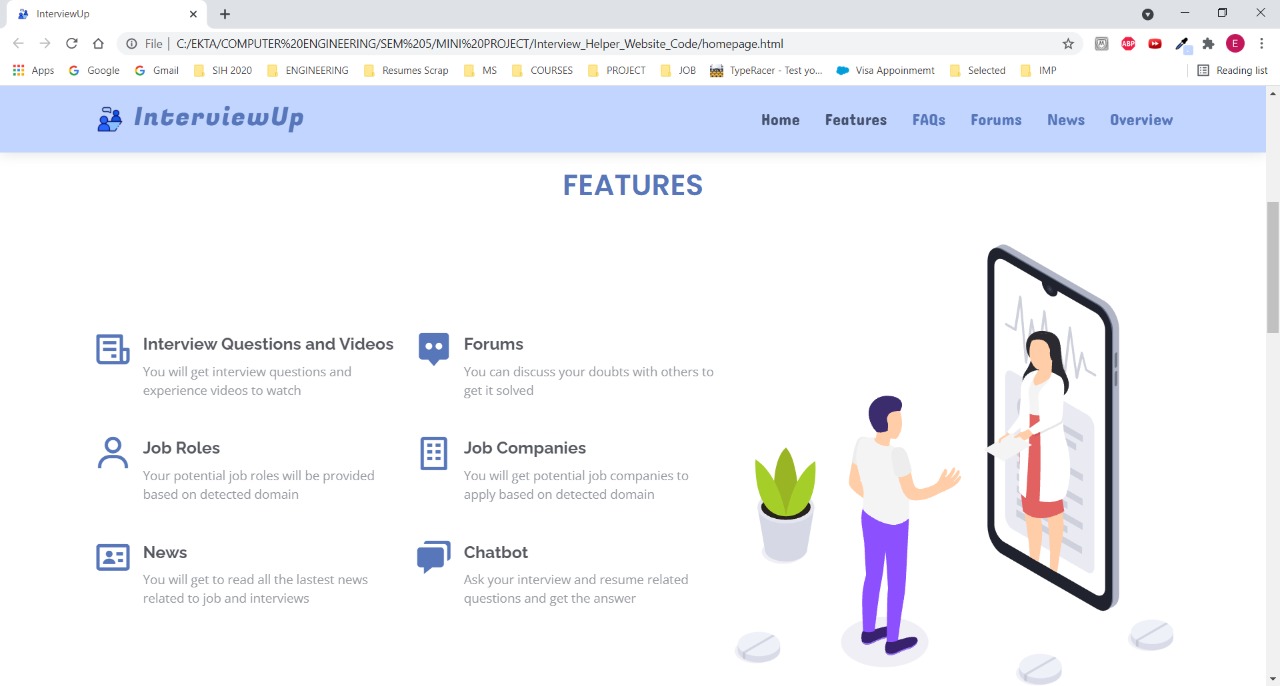 InterviewUp
File | C:/EKTA/COMPUTER%20ENGINEERING/SEM%20V/MINI%20PROJECT/Interview_Helper_Website_Code/homepage.html
ABP
E
Apps Google Gmail SIH 2020 ENGINEERING Resumes Scrap MS COURSES PROJECT JOB TypeRacer - Test yo... Visa Appoinmemt Selected IMP Reading list
InterviewUp Home Features FAQs Forums News Overview
FEATURES
Interview Questions and Videos
You will get interview questions and
experience videos to watch
Forums
You can discuss your doubts with others to
get it solved
Job Roles
Your potential job roles will be provided
based on detected domain
Job Companies
You will get potential job companies to
apply based on detected domain
News
You will get to read all the lastest news
related to job and interviews
Chatbot
Ask your interview and resume related
questions and get the answer